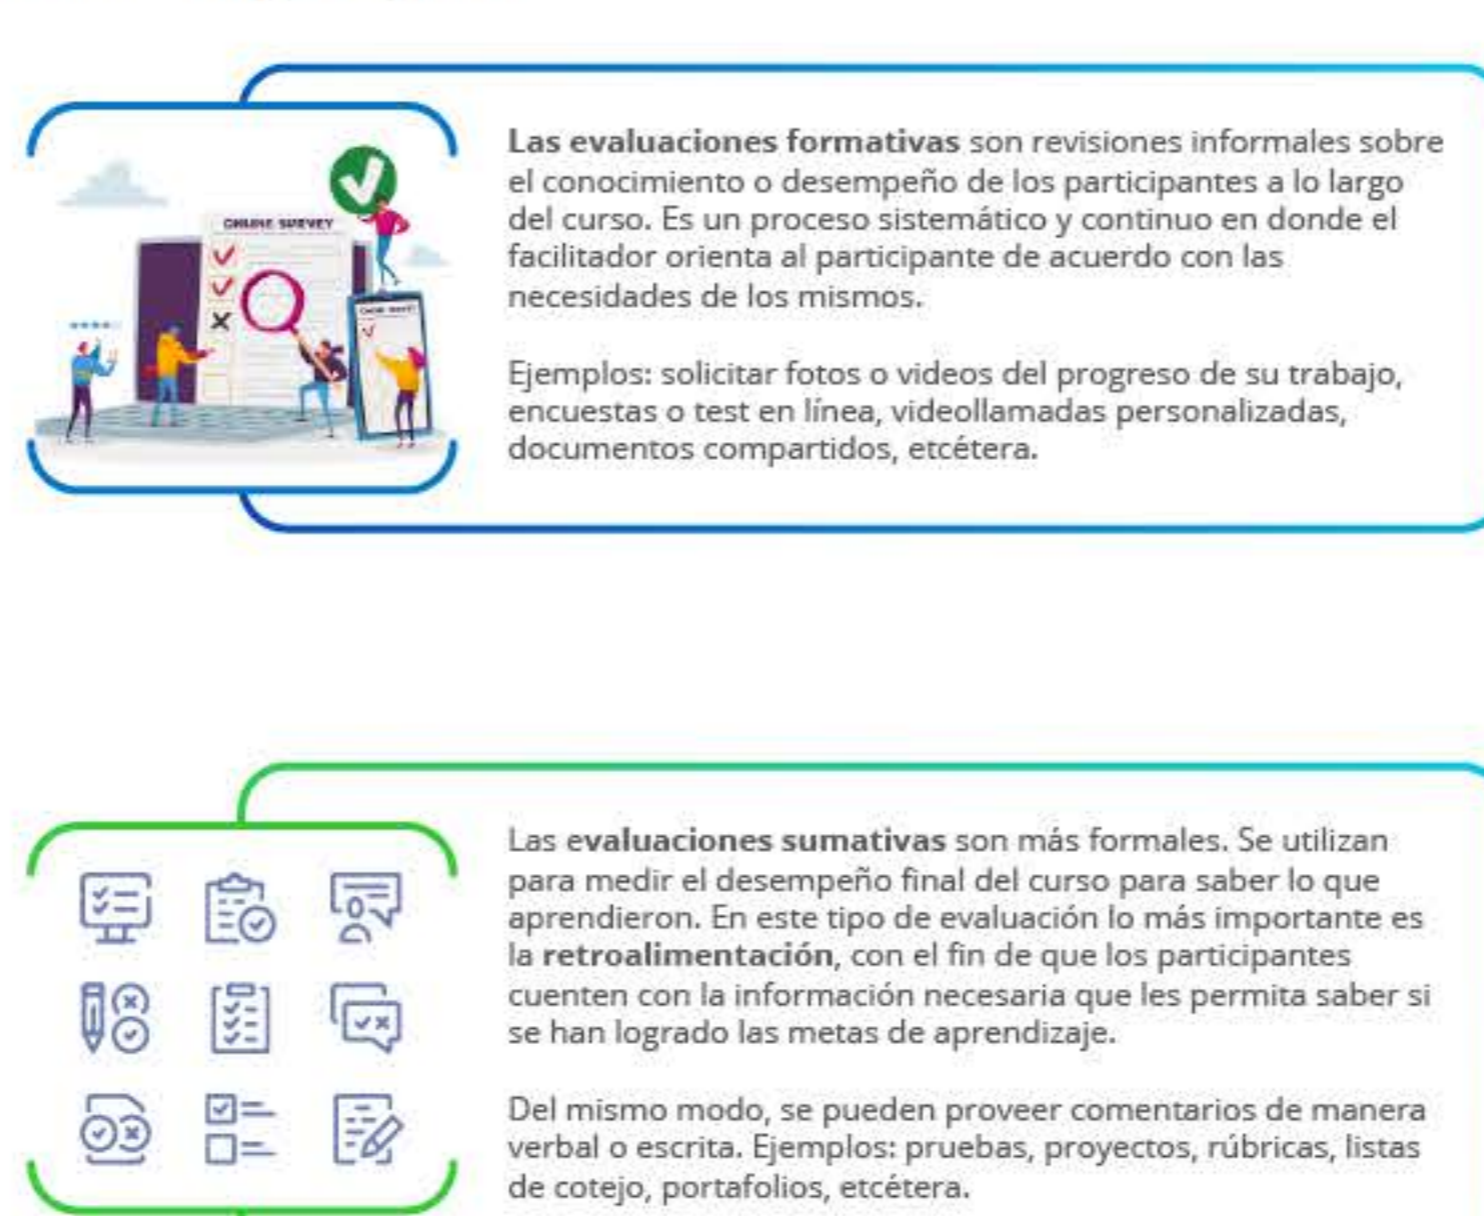 ONLINE SURVEY
Las evaluaciones formativas son revisiones informales sobre
el conocimiento o desempeño de los participantes a lo largo
del curso. Es un proceso sistemático y continuo en donde el
facilitador orienta al participante de acuerdo con las
necesidades de los mismos.
Ejemplos: solicitar fotos o videos del progreso de su trabajo,
encuestas o test en línea, videollamadas personalizadas,
documentos compartidos, etcétera.
Las evaluaciones sumativas son más formales. Se utilizan
para medir el desempeño final del curso para saber lo que
aprendieron. En este tipo de evaluación lo más importante es
la retroalimentación, con el fin de que los participantes
cuenten con la información necesaria que les permita saber si
se han logrado las metas de aprendizaje.
Del mismo modo, se pueden proveer comentarios de manera
verbal o escrita. Ejemplos: pruebas, proyectos, rúbricas, listas
de cotejo, portafolios, etcétera.